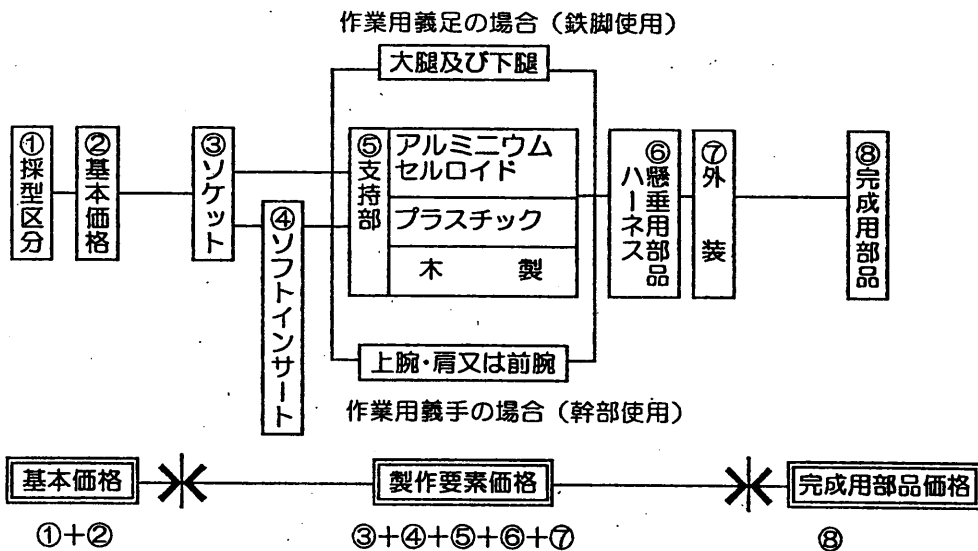 作業用義足の場合（鉄脚使用）
大腿及び下腿
①採型区分
②基本価格
③ソケット
④ソフトインサート
⑤支持部
アルミニウム
セルロイド
プラスチック
木　製
⑥懸垂用部品
ハーネス
⑦外　装
⑧完成用部品
上腕・肩又は前腕
作業用義手の場合（幹部使用）
基本価格
製作要素価格
完成用部品価格
①＋②
③＋④＋⑤＋⑥＋⑦
⑧